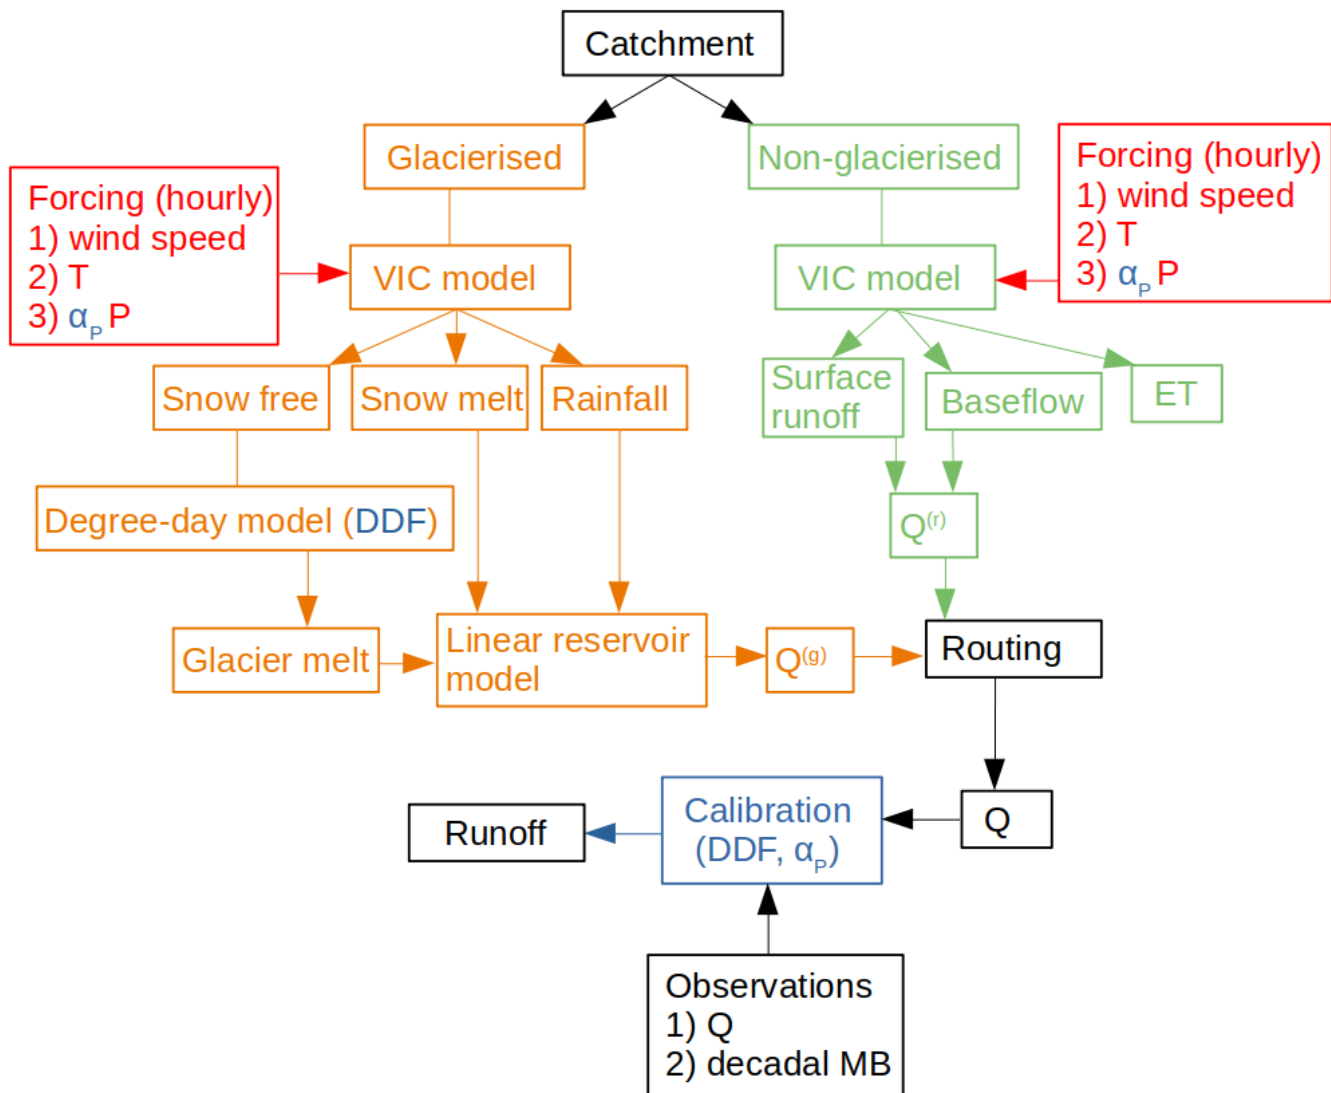 Catchment
Glacierised
Non-glacierised
Forcing (hourly)
1) wind speed
2) T
3) αP P
Forcing (hourly)
1) wind speed
2) T
3) αP P
VIC model
VIC model
Snow free
Snow melt
Rainfall
Surface
runoff
Baseflow
ET
Degree-day model (DDF)
Q(r)
Glacier melt
Linear reservoir
model
Q(g)
Routing
Runoff
Calibration
(DDF, αP)
Q
Observations
1) Q
2) decadal MB